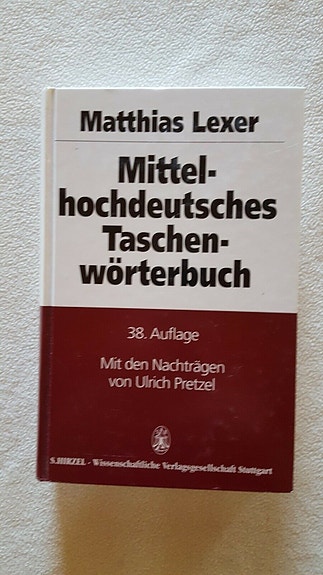 Matthias Lexer
Mittel-
hochdeutsches
Taschen-
wörterbuch
38. Auflage
Mit den Nachträgen
von Ulrich Pretzel
S. HIRZEL · Wissenschaftliche Verlagsgesellschaft Stuttgart